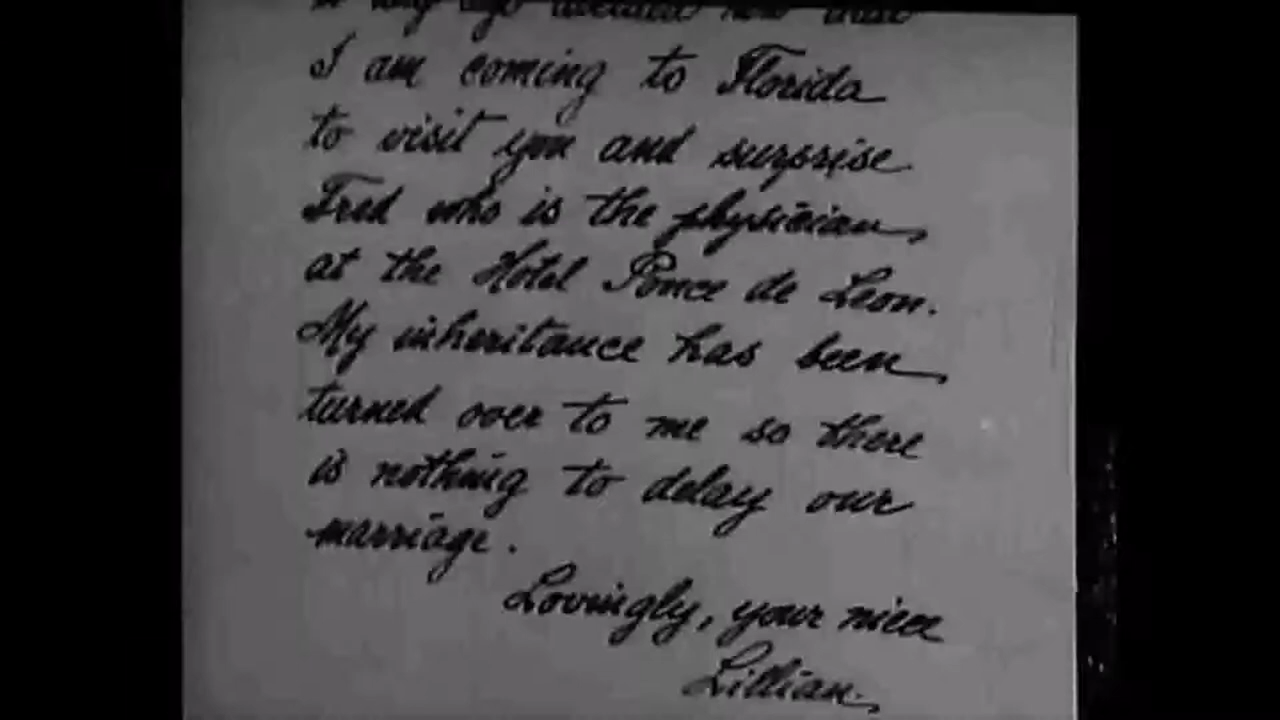 I am coming to Florida
to visit you and surprise
Fred who is the physician
at the Hotel Ponce de Leon.
My inheritance has been
turned over to me so there
is nothing to delay our
marriage.
Lovingly, your niece
Lillian.